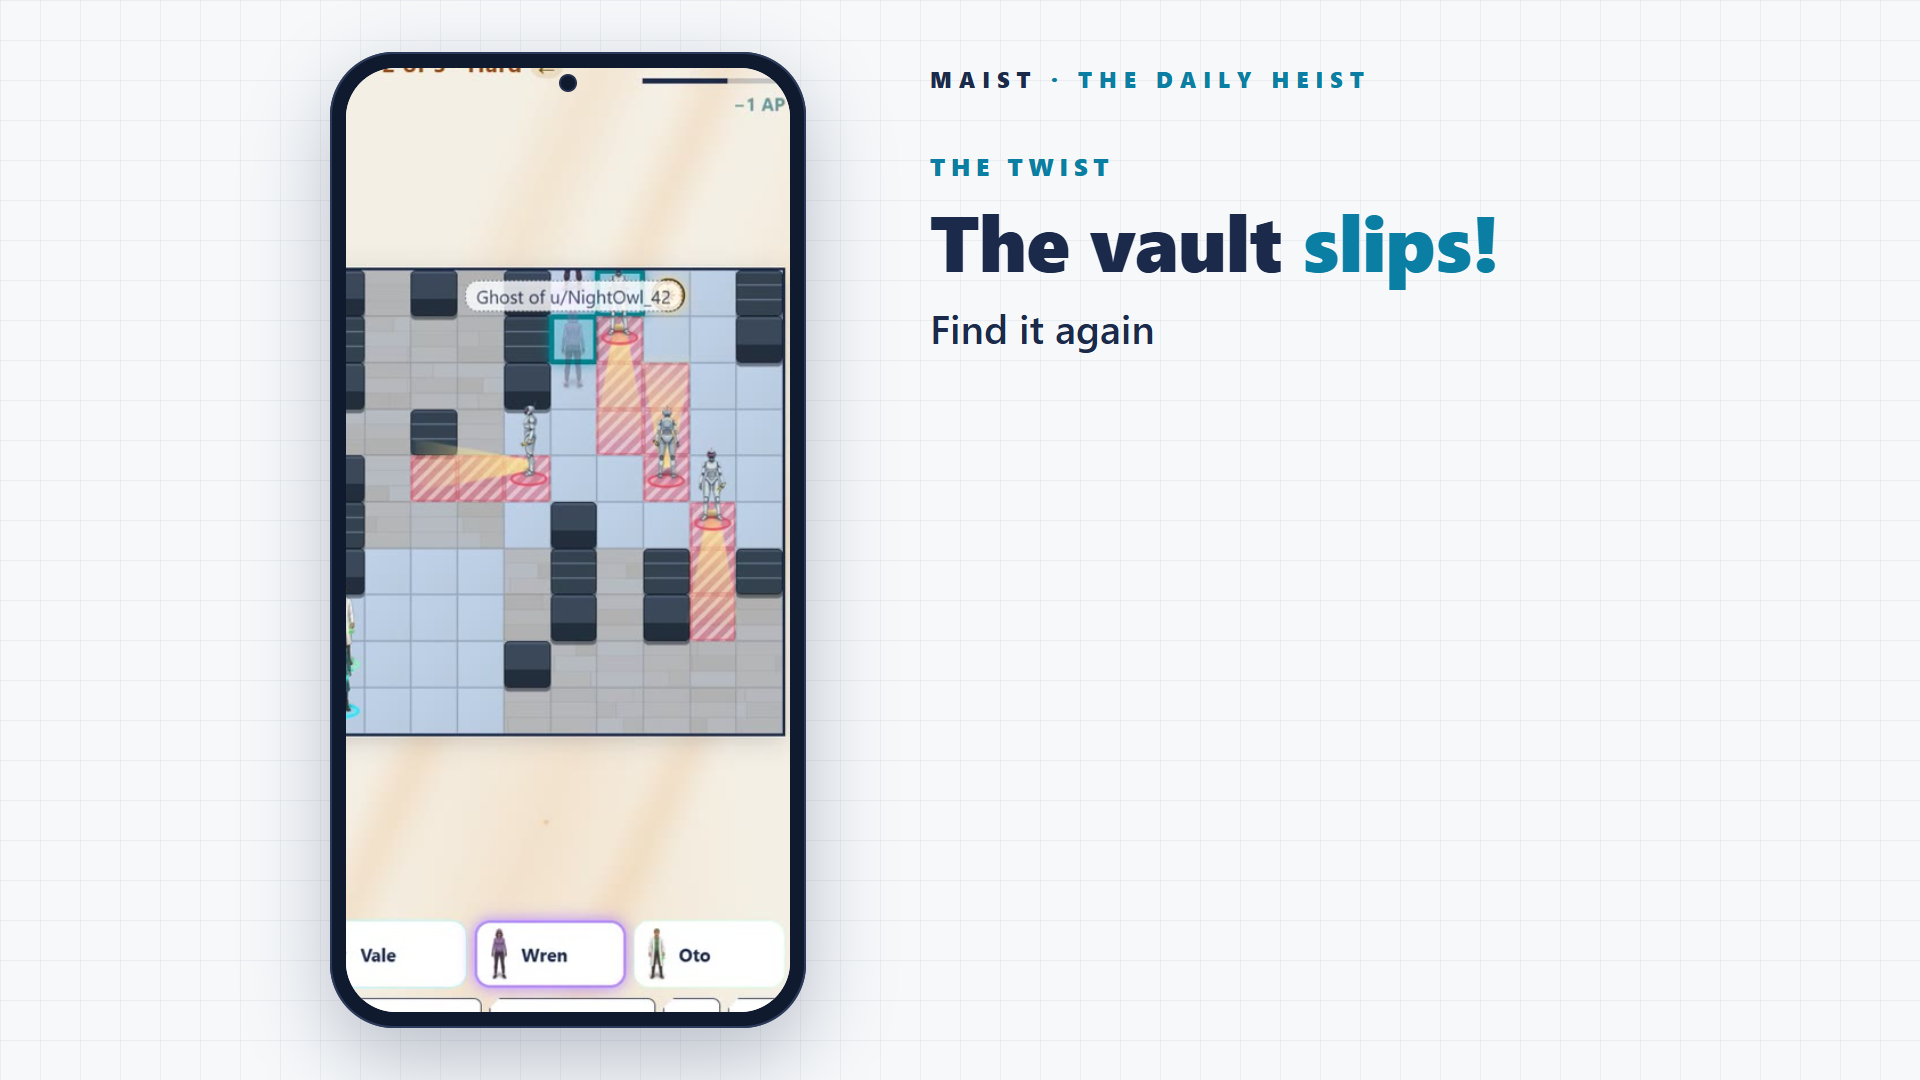 MAIST · THE DAILY HEIST
THE TWIST
The vault slips!
Find it again
–1 AP
Ghost of u/NightOwl_42
Vale
Wren
Oto